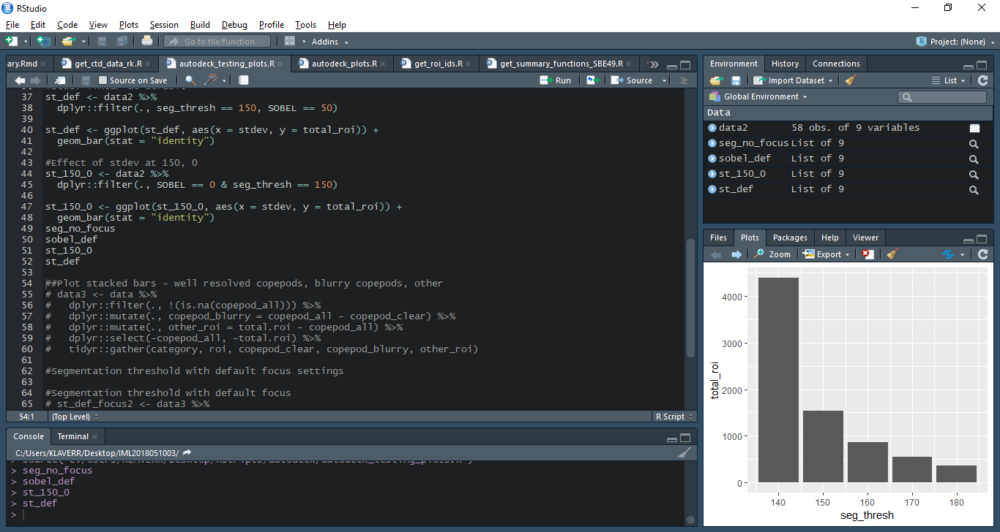 RStudio
File Edit Code View Plots Session Build Debug Profile Tools Help
Go to file/function Addins Project: (None)
ary.Rmd get_ctd_data_rk.R autodeck_testing_plots.R autodeck_plots.R get_roi_ids.R get_summary_functions_SBE49.R
Source on Save Run Source
37 st_def <- data2 %>%
38 dplyr::filter(., seg_thresh == 150, SOBEL == 50)
39
40 st_def <- ggplot(st_def, aes(x = stdev, y = total_roi)) +
41 geom_bar(stat = "identity")
42
43 #Effect of stdev at 150, 0
44 st_150_0 <- data2 %>%
45 dplyr::filter(., SOBEL == 0 & seg_thresh == 150)
46
47 st_150_0 <- ggplot(st_150_0, aes(x = stdev, y = total_roi)) +
48 geom_bar(stat = "identity")
49 seg_no_focus
50 sobel_def
51 st_150_0
52 st_def
53
54 ##Plot stacked bars - well resolved copepods, blurry copepods, other
55 # data3 <- data %>%
56 # dplyr::filter(., !(is.na(copepod_all))) %>%
57 # dplyr::mutate(., copepod_blurry = copepod_all - copepod_clear) %>%
58 # dplyr::mutate(., other_roi = total.roi - copepod_all) %>%
59 # dplyr::select(-copepod_all, -total.roi) %>%
60 # tidyr::gather(category, roi, copepod_clear, copepod_blurry, other_roi)
61
62 #Segmentation threshold with default focus settings
63
64 #Segmentation threshold with default focus
65 # st_def_focus2 <- data3 %>%
54:1 (Top Level) R Script
Console Terminal
C:/Users/KLAVERR/Desktop/IML2018051003/
> seg_no_focus
> sobel_def
> st_150_0
> st_def
>
Environment History Connections
Import Dataset List
Global Environment
Data
data2 58 obs. of 9 variables
seg_no_focus List of 9
sobel_def List of 9
st_150_0 List of 9
st_def List of 9
Files Plots Packages Help Viewer
Zoom Export
total_roi
4000
3000
2000
1000
0
140 150 160 170 180
seg_thresh